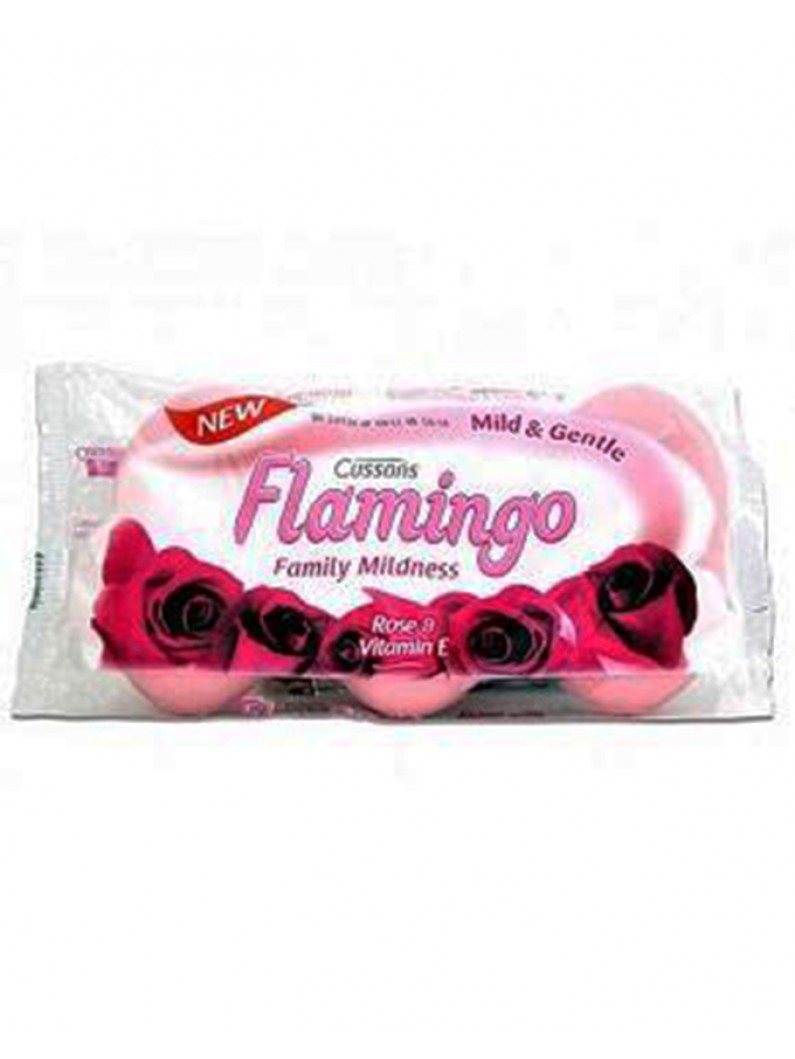 NEW
Mild & Gentle
Cussons
Flamingo
Family Mildness
Rose &
Vitamin E